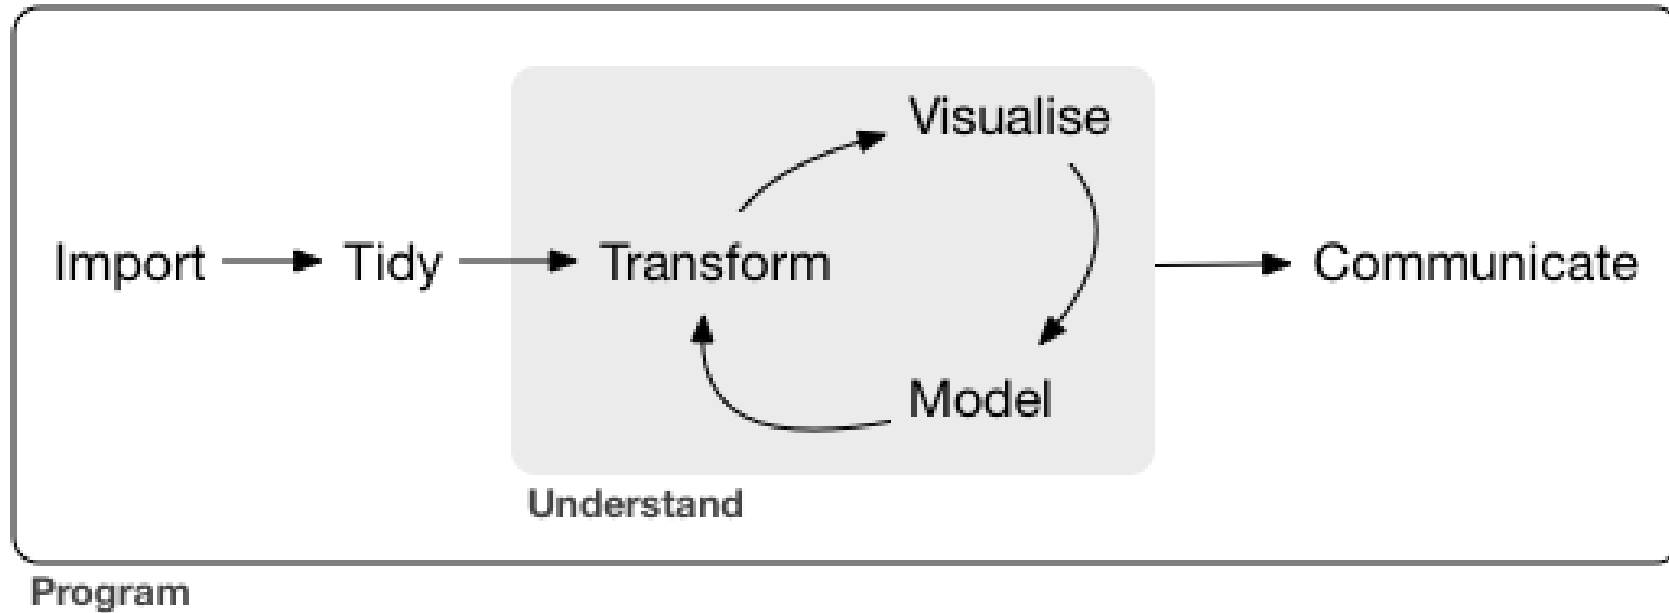 Visualise
Import
Tidy
Transform
Communicate
Model
Understand
Program